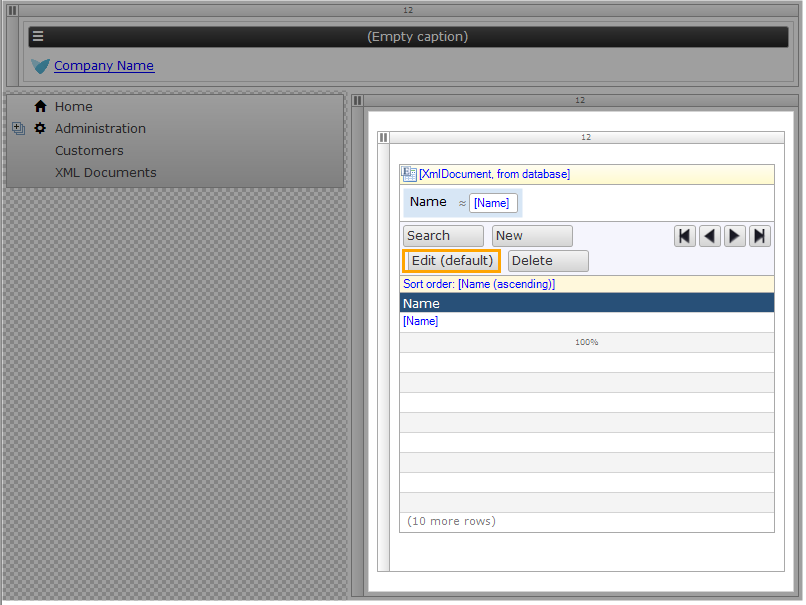 12
(Empty caption)
Company Name
Home
Administration
Customers
XML Documents
12
12
[XmlDocument, from database]
Name ≈ [Name]
Search New
Edit (default) Delete
Sort order: [Name (ascending)]
Name
[Name]
100%
(10 more rows)